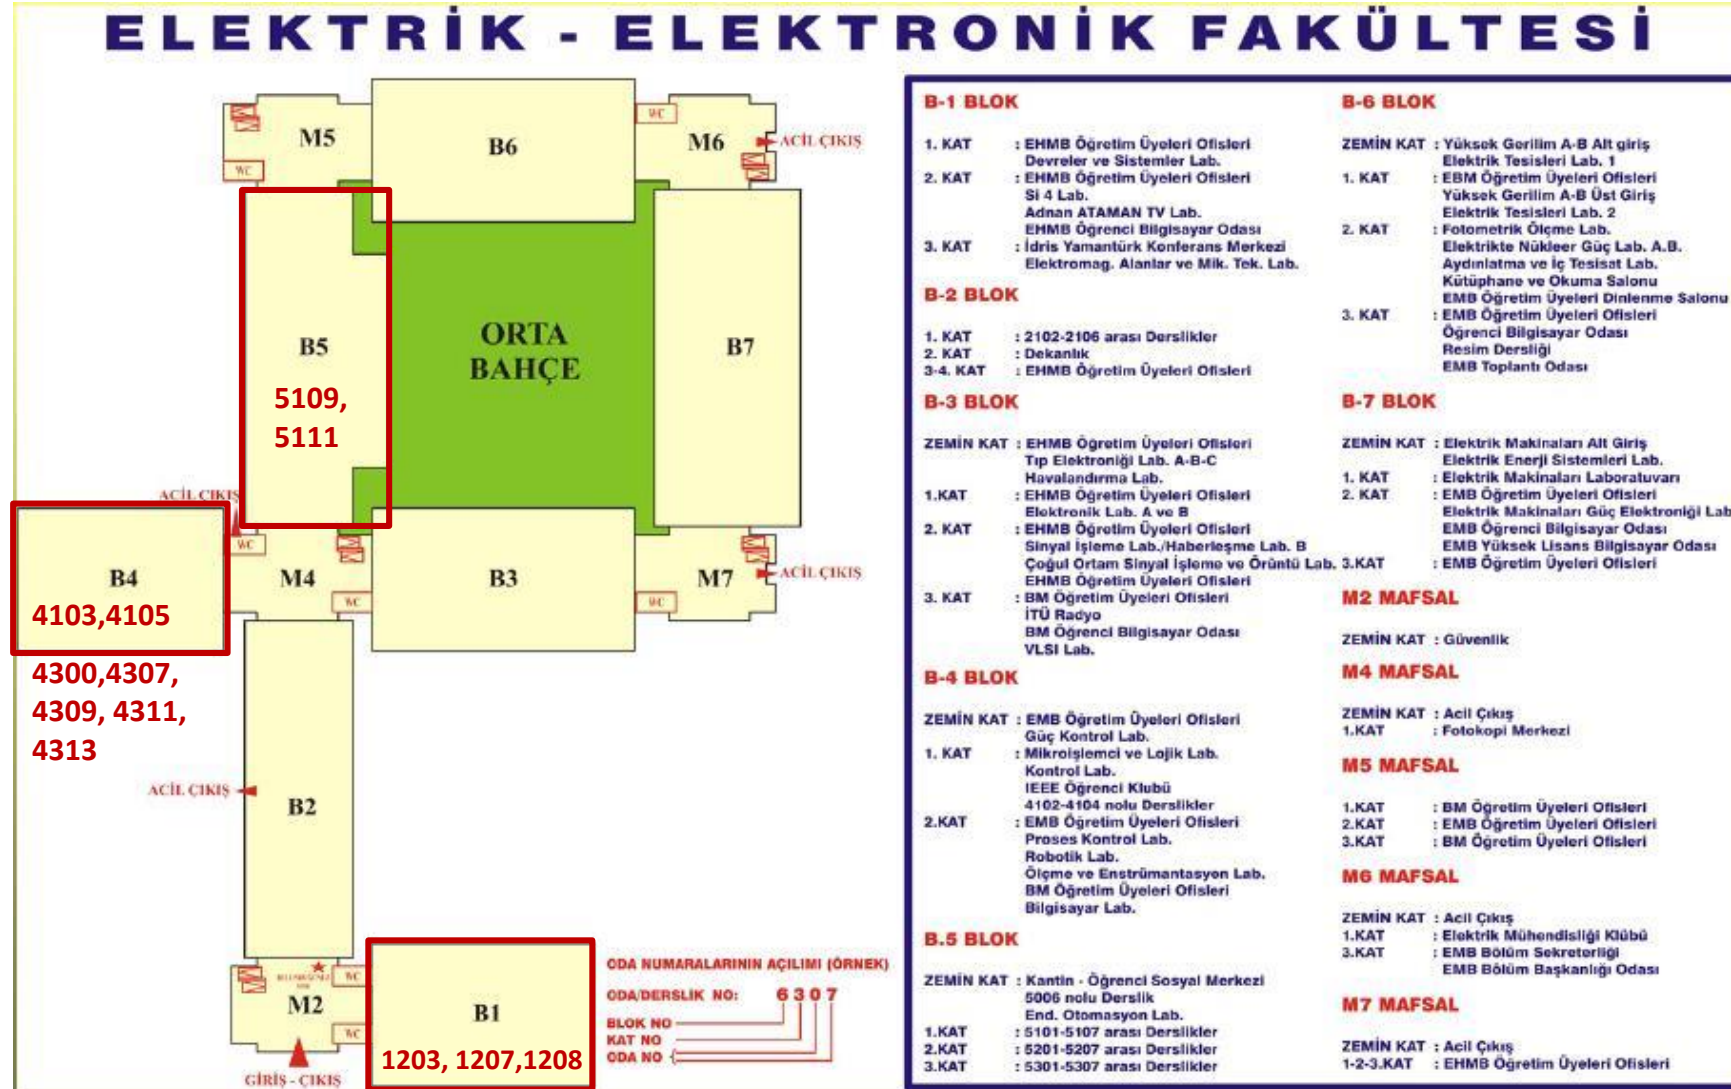 ELEKTRİK - ELEKTRONİK FAKÜLTESİ
M5
WC
WC
B6
WC
M6
ACİL ÇIKIŞ
B5
5109,
5111
ORTA
BAHÇE
B7
ACİL ÇIKIŞ
B4
4103,4105
4300,4307,
4309, 4311,
4313
WC
M4
WC
B3
WC
M7
ACİL ÇIKIŞ
ACİL ÇIKIŞ
B2
WC
M2
WC
GİRİŞ - ÇIKIŞ
B1
1203, 1207,1208
ODA NUMARALARININ AÇILIMI (ÖRNEK)
ODA/DERSLİK NO: 6 3 0 7
BLOK NO
KAT NO
ODA NO
B-1 BLOK
1. KAT : EHMB Öğretim Üyeleri Ofisleri
Devreler ve Sistemler Lab.
2. KAT : EHMB Öğretim Üyeleri Ofisleri
Si 4 Lab.
Adnan ATAMAN TV Lab.
EHMB Öğrenci Bilgisayar Odası
3. KAT : İdris Yamantürk Konferans Merkezi
Elektromag. Alanlar ve Mik. Tek. Lab.
B-2 BLOK
1. KAT : 2102-2106 arası Derslikler
2. KAT : Dekanlık
3-4. KAT : EHMB Öğretim Üyeleri Ofisleri
B-3 BLOK
ZEMİN KAT : EHMB Öğretim Üyeleri Ofisleri
Tıp Elektroniği Lab. A-B-C
Havalandırma Lab.
1.KAT : EHMB Öğretim Üyeleri Ofisleri
Elektronik Lab. A ve B
2. KAT : EHMB Öğretim Üyeleri Ofisleri
Sinyal İşleme Lab./Haberleşme Lab. B
Çoğul Ortam Sinyal İşleme ve Örüntü Lab.
EHMB Öğretim Üyeleri Ofisleri
3. KAT : BM Öğretim Üyeleri Ofisleri
İTÜ Radyo
BM Öğrenci Bilgisayar Odası
VLSI Lab.
B-4 BLOK
ZEMİN KAT : EMB Öğretim Üyeleri Ofisleri
Güç Kontrol Lab.
1. KAT : Mikroişlemci ve Lojik Lab.
Kontrol Lab.
IEEE Öğrenci Klubü
4102-4104 nolu Derslikler
2.KAT : EMB Öğretim Üyeleri Ofisleri
Proses Kontrol Lab.
Robotik Lab.
Ölçme ve Enstrümantasyon Lab.
BM Öğretim Üyeleri Ofisleri
Bilgisayar Lab.
B.5 BLOK
ZEMİN KAT : Kantin - Öğrenci Sosyal Merkezi
5006 nolu Derslik
End. Otomasyon Lab.
1.KAT : 5101-5107 arası Derslikler
2.KAT : 5201-5207 arası Derslikler
3.KAT : 5301-5307 arası Derslikler
B-6 BLOK
ZEMİN KAT : Yüksek Gerilim A-B Alt giriş
Elektrik Tesisleri Lab. 1
1. KAT : EBM Öğretim Üyeleri Ofisleri
Yüksek Gerilim A-B Üst Giriş
Elektrik Tesisleri Lab. 2
2. KAT : Fotometrik Ölçme Lab.
Elektrikte Nükleer Güç Lab. A.B.
Aydınlatma ve İç Tesisat Lab.
Kütüphane ve Okuma Salonu
EMB Öğretim Üyeleri Dinlenme Salonu
3. KAT : EMB Öğretim Üyeleri Ofisleri
Öğrenci Bilgisayar Odası
Resim Dersliği
EMB Toplantı Odası
B-7 BLOK
ZEMİN KAT : Elektrik Makinaları Alt Giriş
Elektrik Enerji Sistemleri Lab.
1. KAT : Elektrik Makinaları Laboratuvarı
2. KAT : EMB Öğretim Üyeleri Ofisleri
Elektrik Makinaları Güç Elektroniği Lab
EMB Öğrenci Bilgisayar Odası
EMB Yüksek Lisans Bilgisayar Odası
3.KAT : EMB Öğretim Üyeleri Ofisleri
M2 MAFSAL
ZEMİN KAT : Güvenlik
M4 MAFSAL
ZEMİN KAT : Acil Çıkış
1.KAT : Fotokopi Merkezi
M5 MAFSAL
1.KAT : BM Öğretim Üyeleri Ofisleri
2.KAT : EMB Öğretim Üyeleri Ofisleri
3.KAT : BM Öğretim Üyeleri Ofisleri
M6 MAFSAL
ZEMİN KAT : Acil Çıkış
1.KAT : Elektrik Mühendisliği Klübü
3.KAT : EMB Bölüm Sekreterliği
EMB Bölüm Başkanlığı Odası
M7 MAFSAL
ZEMİN KAT : Acil Çıkış
1-2-3.KAT : EHMB Öğretim Üyeleri Ofisleri